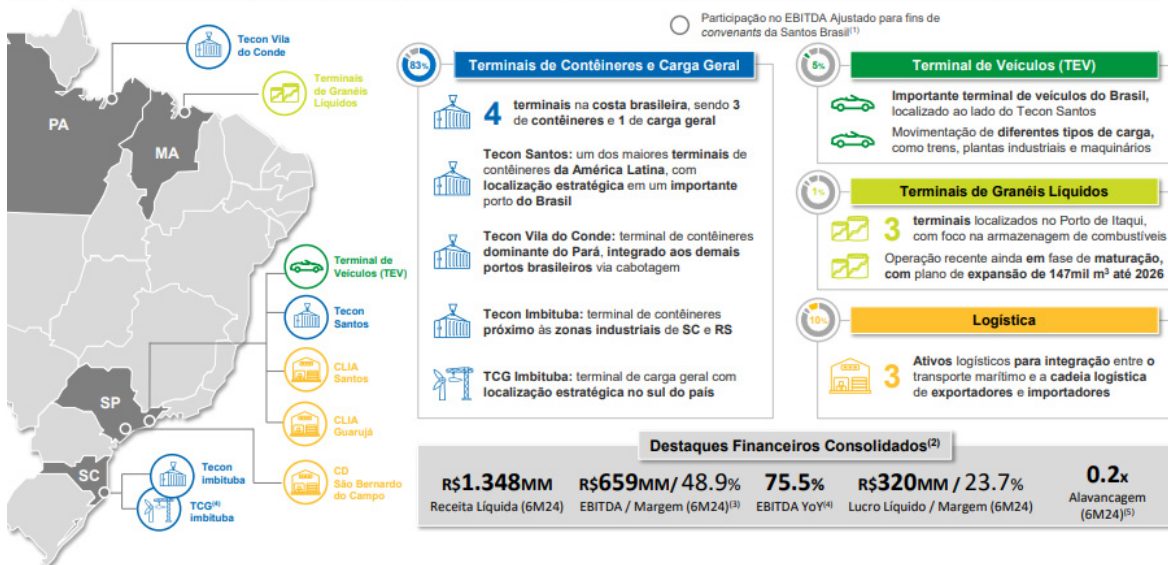 Participação no EBITDA Ajustado para fins de
convenants da Santos Brasil(1)
Tecon Vila
do Conde
Terminais
de Granéis
Líquidos
PA
MA
SP
SC
Terminal de
Veículos (TEV)
Tecon
Santos
CLIA
Santos
CLIA
Guarujá
CD
São Bernardo
do Campo
Tecon
imbituba
TCG(4)
imbituba
83%
Terminais de Contêineres e Carga Geral
4
terminais na costa brasileira, sendo 3
de contêineres e 1 de carga geral
Tecon Santos: um dos maiores terminais de
contêineres da América Latina, com
localização estratégica em um importante
porto do Brasil
Tecon Vila do Conde: terminal de contêineres
dominante do Pará, integrado aos demais
portos brasileiros via cabotagem
Tecon Imbituba: terminal de contêineres
próximo às zonas industriais de SC e RS
TCG Imbituba: terminal de carga geral com
localização estratégica no sul do país
5%
Terminal de Veículos (TEV)
Importante terminal de veículos do Brasil,
localizado ao lado do Tecon Santos
Movimentação de diferentes tipos de carga,
como trens, plantas industriais e maquinários
1%
Terminais de Granéis Líquidos
3
terminais localizados no Porto de Itaqui,
com foco na armazenagem de combustíveis
Operação recente ainda em fase de maturação,
com plano de expansão de 147mil m³ até 2026
10%
Logística
3
Ativos logísticos para integração entre o
transporte marítimo e a cadeia logística
de exportadores e importadores
Destaques Financeiros Consolidados(2)
R$1.348MM
Receita Líquida (6M24)
R$659MM/ 48.9%
EBITDA / Margem (6M24)(3)
75.5%
EBITDA YoY(4)
R$320MM / 23.7%
Lucro Líquido / Margem (6M24)
0.2x
Alavancagem
(6M24)(5)